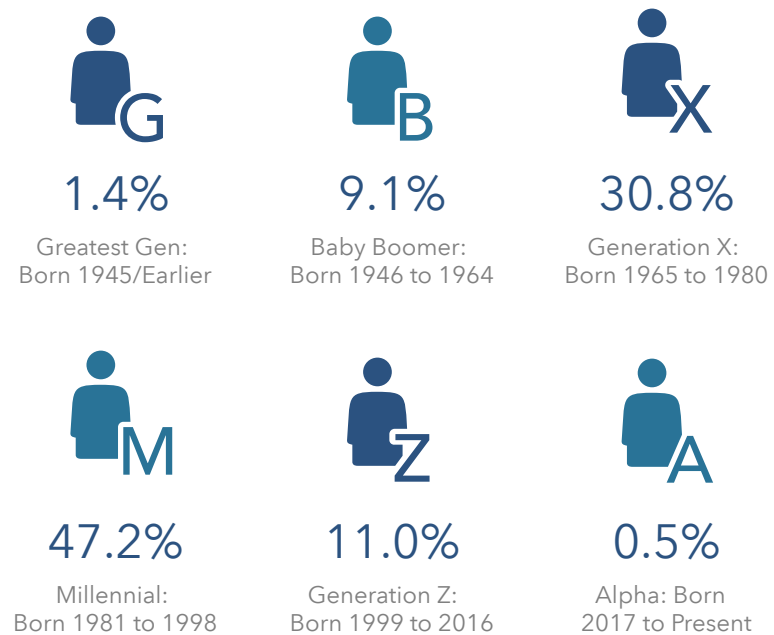 G
B
X
1.4%
9.1%
30.8%
Greatest Gen:
Born 1945/Earlier
Baby Boomer:
Born 1946 to 1964
Generation X:
Born 1965 to 1980
M
Z
A
47.2%
11.0%
0.5%
Millennial:
Born 1981 to 1998
Generation Z:
Born 1999 to 2016
Alpha: Born
2017 to Present